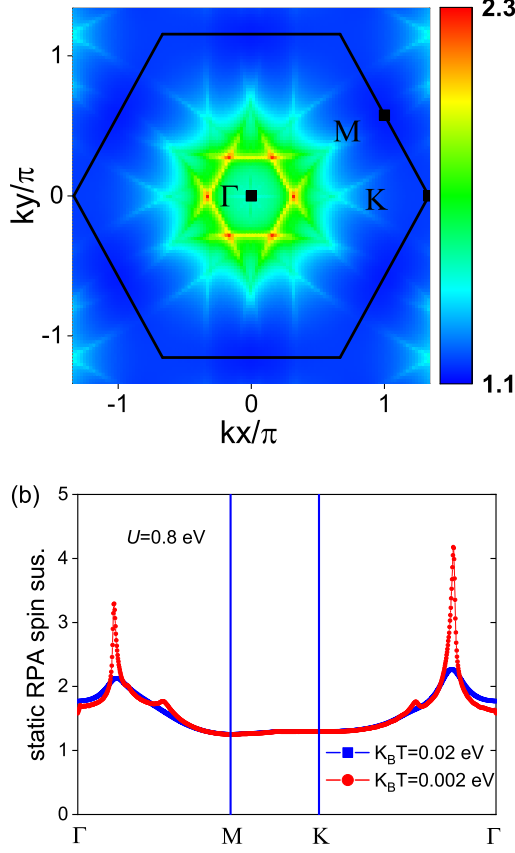 2.3
1
ky/π
0
-1
M
Γ
K
1.1
-1
0
1
kx/π
(b)
5
4
3
2
1
0
static RPA spin sus.
U=0.8 eV
K_BT=0.02 eV
K_BT=0.002 eV
Γ
M
K
Γ